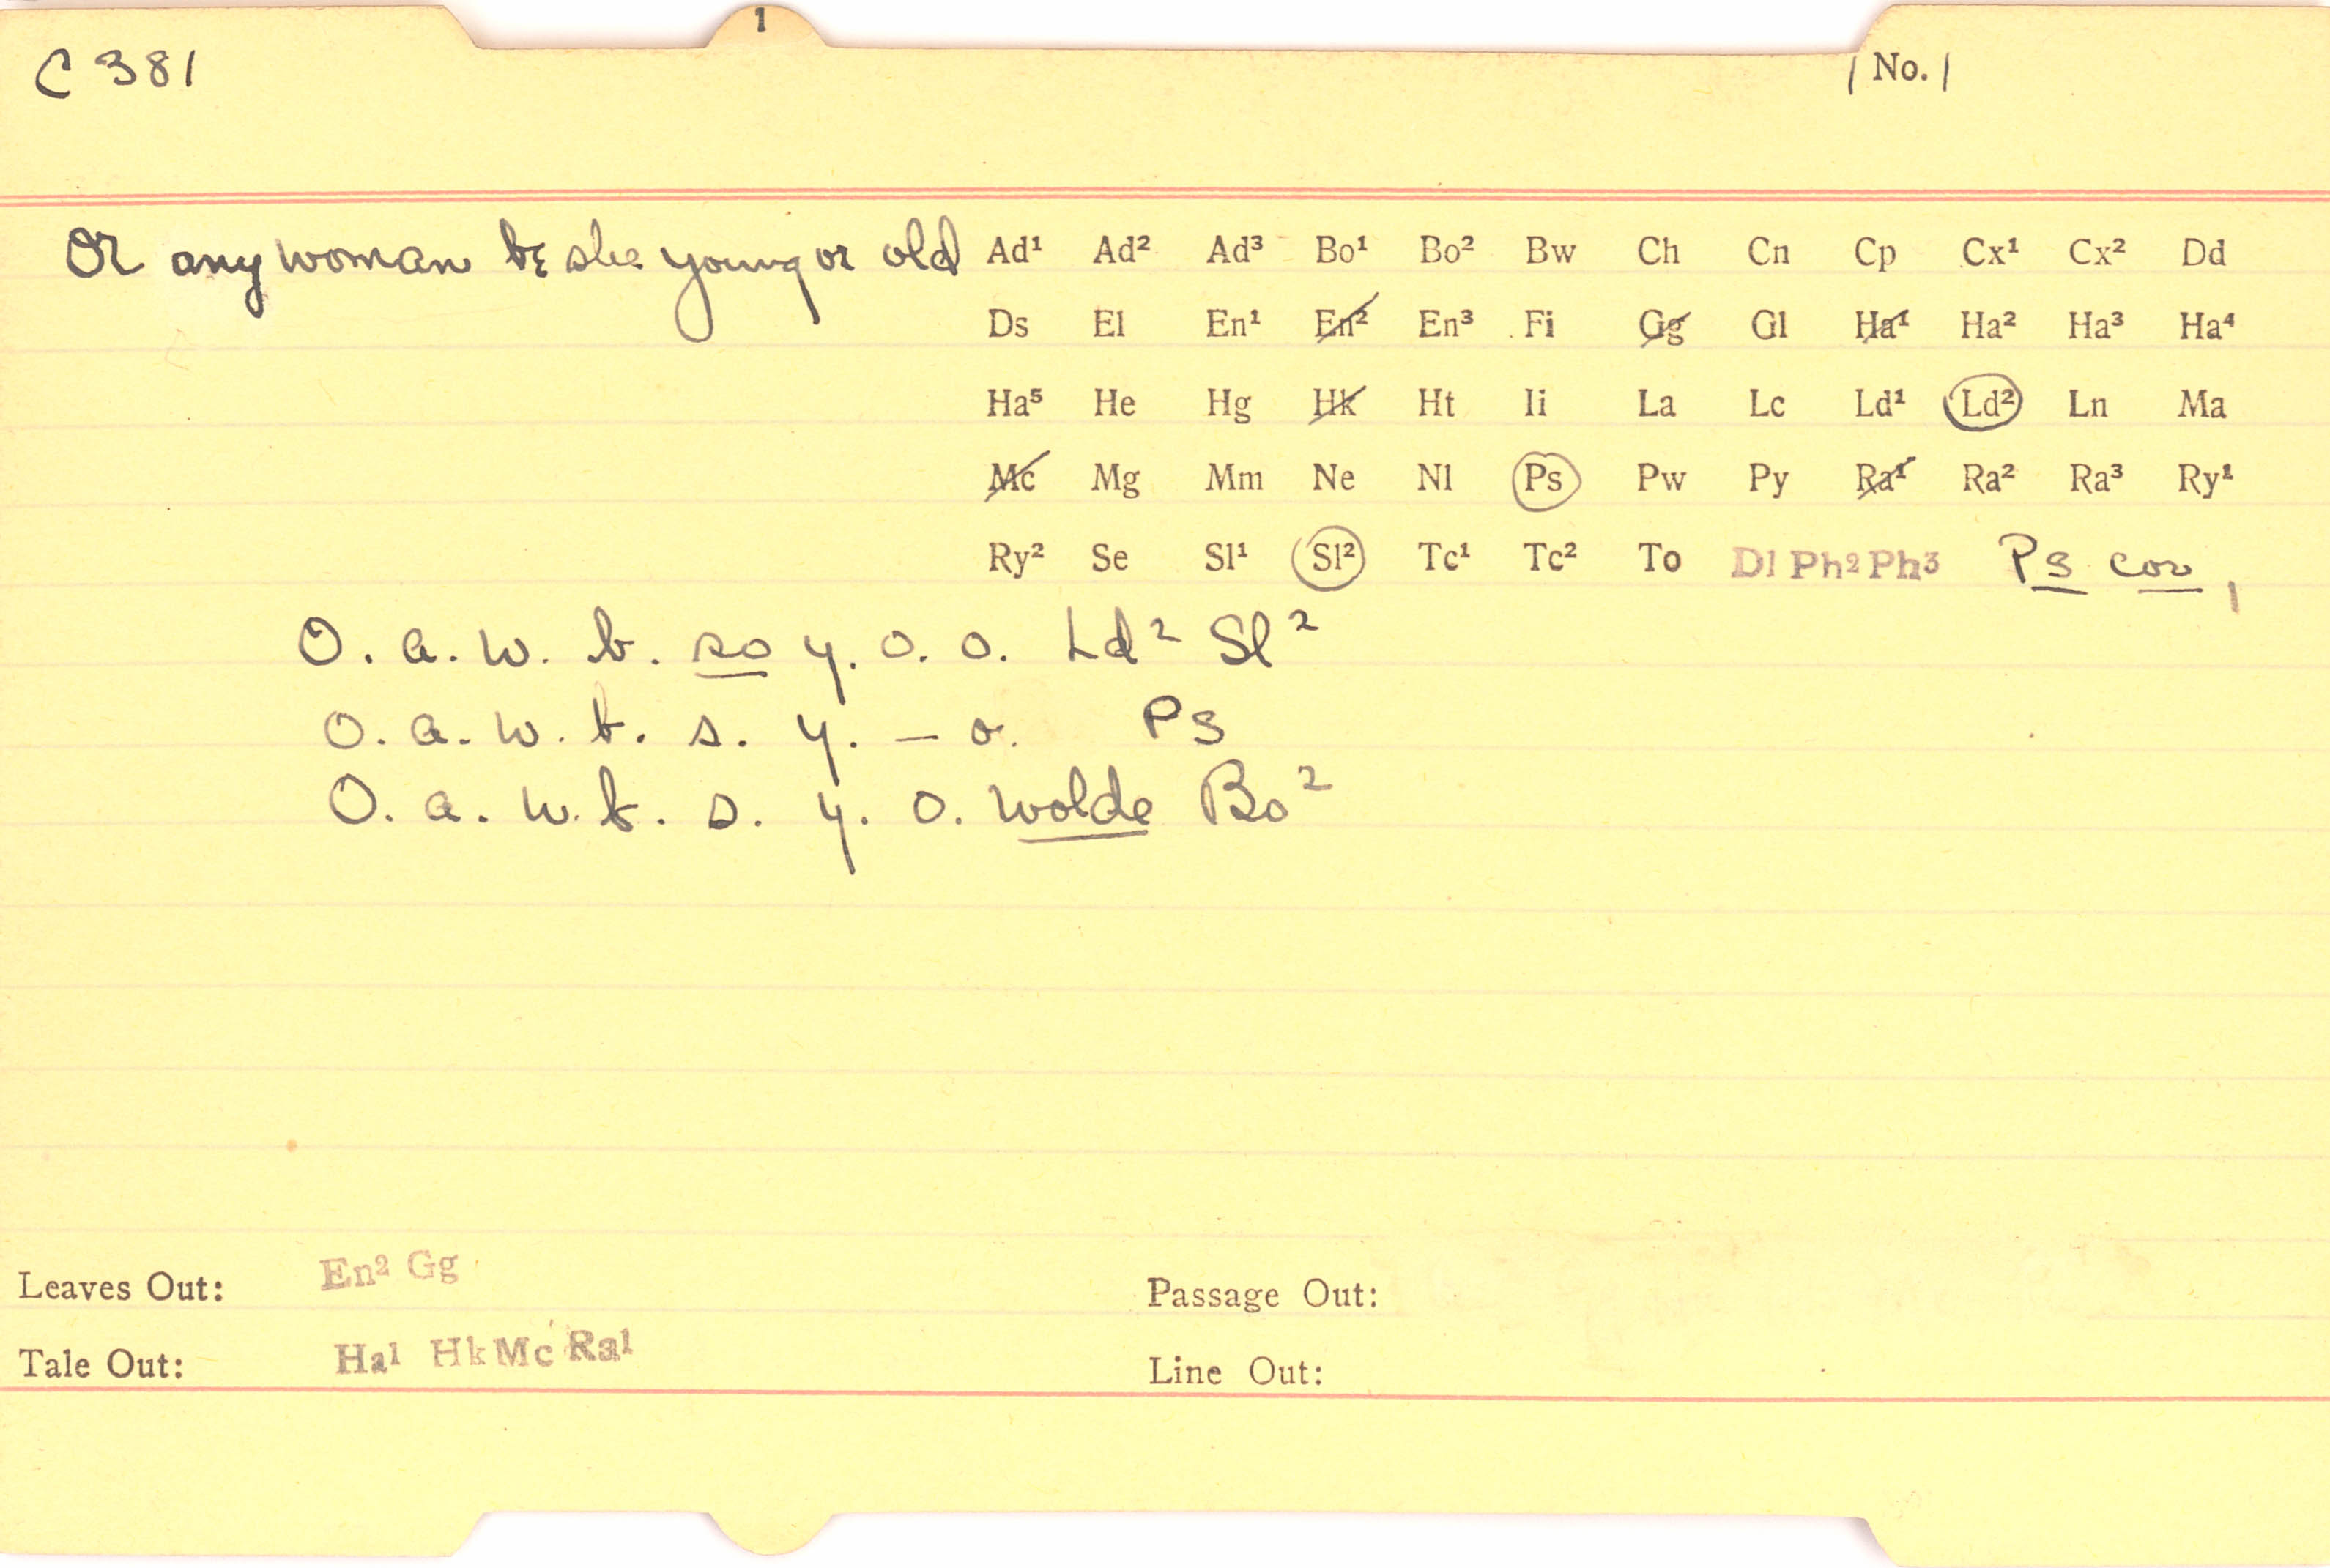 1
C 381
/ No. /
Or any woman be she young or old
Ad¹ Ad² Ad³ Bo¹ Bo² Bw Ch Cn Cp Cx¹ Cx² Dd
Ds El En¹ En² En³ Fi Gg Gl Ha¹ Ha² Ha³ Ha⁴
Ha⁵ He Hg Hk Ht Ii La Lc Ld¹ Ld² Ln Ma
Mc Mg Mm Ne Nl Ps Pw Py Ra¹ Ra² Ra³ Ry¹
Ry² Se Sl¹ Sl² Tc¹ Tc² To Dl Ph² Ph³ Ps cov
O. a. w. b. so y. o. o. Ld² Sl²
O. a. w. b. s. y. – o. Ps
O. a. w. b. s. y. o. wolde Bo²
Leaves Out: En² Gg
Passage Out:
Tale Out: Ha¹ Hk Mc Ra¹
Line Out: